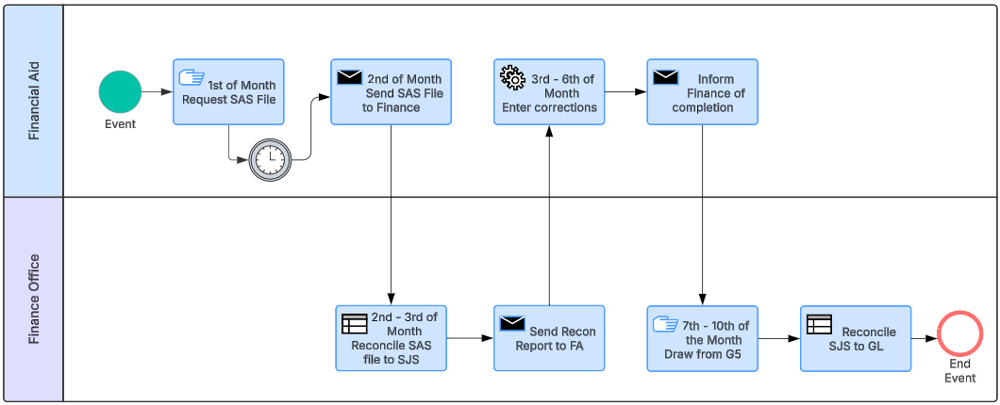 Financial Aid
Event
1st of Month
Request SAS File
2nd of Month
Send SAS File
to Finance
3rd - 6th of
Month
Enter corrections
Inform
Finance of
completion
Finance Office
2nd - 3rd of
Month
Reconcile SAS
file to SJS
Send Recon
Report to FA
7th - 10th of
the Month
Draw from G5
Reconcile
SJS to GL
End
Event